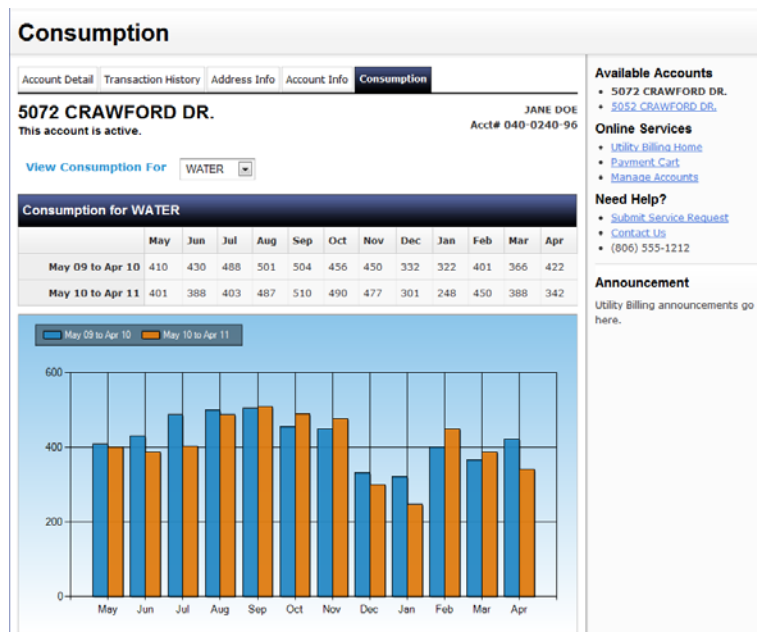 Consumption
Account Detail Transaction History Address Info Account Info Consumption
5072 CRAWFORD DR.
This account is active.
JANE DOE
Acct# 040-0240-96
View Consumption For WATER
Consumption for WATER
May Jun Jul Aug Sep Oct Nov Dec Jan Feb Mar Apr
May 09 to Apr 10 410 430 488 501 504 456 450 332 322 401 366 422
May 10 to Apr 11 401 388 403 487 510 490 477 301 248 450 388 342
May 09 to Apr 10 May 10 to Apr 11
600
400
200
0
May Jun Jul Aug Sep Oct Nov Dec Jan Feb Mar Apr
Available Accounts
• 5072 CRAWFORD DR.
• 5052 CRAWFORD DR.
Online Services
• Utility Billing Home
• Payment Cart
• Manage Accounts
Need Help?
• Submit Service Request
• Contact Us
• (806) 555-1212
Announcement
Utility Billing announcements go
here.